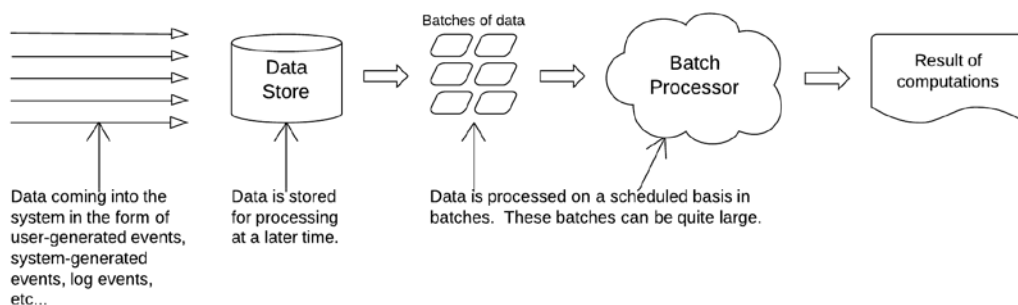 Batches of data
Data
Store
Batch
Processor
Result of
computations
Data coming into the
system in the form of
user-generated events,
system-generated
events, log events,
etc...
Data is stored
for processing
at a later time.
Data is processed on a scheduled basis in
batches.  These batches can be quite large.